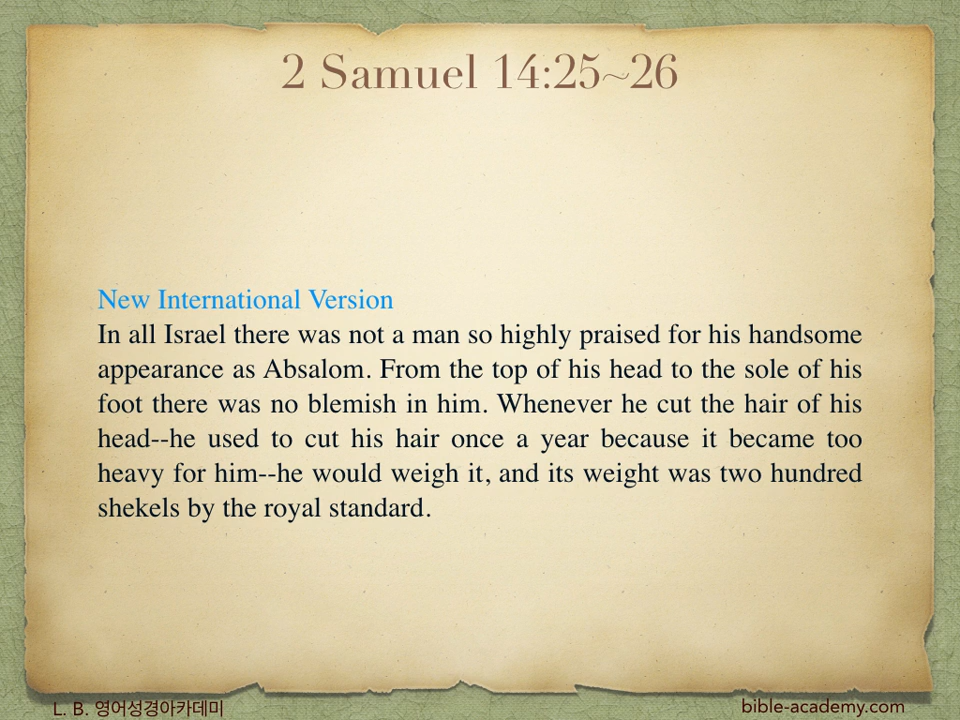 2 Samuel 14:25~26
New International Version
In all Israel there was not a man so highly praised for his handsome
appearance as Absalom. From the top of his head to the sole of his
foot there was no blemish in him. Whenever he cut the hair of his
head--he used to cut his hair once a year because it became too
heavy for him--he would weigh it, and its weight was two hundred
shekels by the royal standard.
L. B. 영어성경아카데미
bible-academy.com